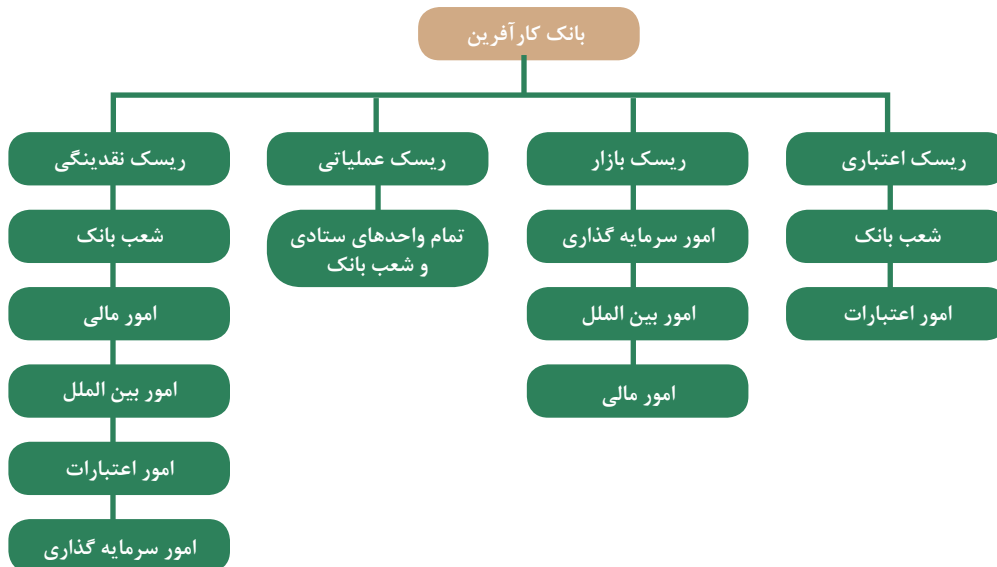 بانک کارآفرین
ریسک اعتباری
شعب بانک
امور اعتبارات
ریسک بازار
امور سرمایه گذاری
امور بین الملل
امور مالی
ریسک عملیاتی
تمام واحدهای ستادی
و شعب بانک
ریسک نقدینگی
شعب بانک
امور مالی
امور بین الملل
امور اعتبارات
امور سرمایه گذاری